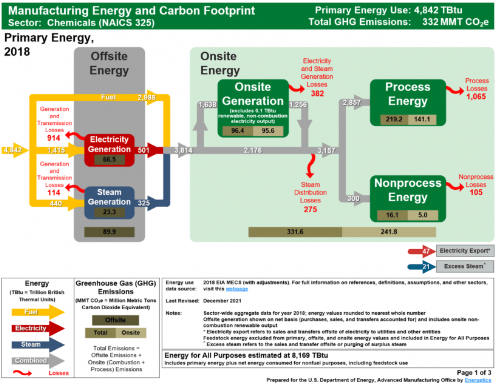 Manufacturing Energy and Carbon Footprint
Sector: Chemicals (NAICS 325)
Primary Energy Use: 4,842 TBtu
Total GHG Emissions: 332 MMT CO₂e
Primary Energy,
2018
Offsite
Energy
Onsite
Energy
Fuel
2,988
Generation
and
Transmission
Losses
914
4,842
1,415
Electricity
Generation
66.5
501
Generation
and
Transmission
Losses
114
440
Steam
Generation
23.3
325
89.9
3,814
1,638
Onsite
Generation
(excludes 6.1 TBtu
renewable, non-combustion
electricity output)
96.4
95.6
Electricity
and Steam
Generation
Losses
382
1,256
2,176
3,157
Steam
Distribution
Losses
275
2,857
Process
Energy
219.2
141.1
Process
Losses
1,065
300
Nonprocess
Energy
16.1
5.0
Nonprocess
Losses
105
331.6
241.8
47
Electricity Export*
21
Excess Steam^
Energy
(TBtu = Trillion British
Thermal Units)
Fuel
Electricity
Steam
Combined
Losses
Greenhouse Gas (GHG)
Emissions
(MMT CO₂e = Million Metric Tons
Carbon Dioxide Equivalent)
Offsite
Total
Onsite
Total Emissions =
Offsite Emissions +
Onsite (Combustion +
Process) Emissions
Energy use
data source:
2018 EIA MECS (with adjustments). For full information on references, definitions, assumptions, and other sectors,
visit this webpage
Last Revised:
December 2021
Notes:
Sector-wide aggregate data for year 2018; energy values rounded to nearest whole number
Offsite generation shown on net basis (purchases, sales, and transfers accounted for) and includes onsite non-
combustion renewable output
* Electricity export refers to sales and transfers offsite of electricity to utilities and other entities
Feedstock energy excluded from primary, offsite, and onsite energy values and included in Energy for All Purposes
^ Excess steam refers to the sales and transfer offsite or purging of surplus steam
Energy for All Purposes estimated at 8,169 TBtu
Includes primary energy plus net energy consumed for nonfuel purposes, including feedstock use
Page 1 of 3
Prepared for the U.S. Department of Energy, Advanced Manufacturing Office by Energetics